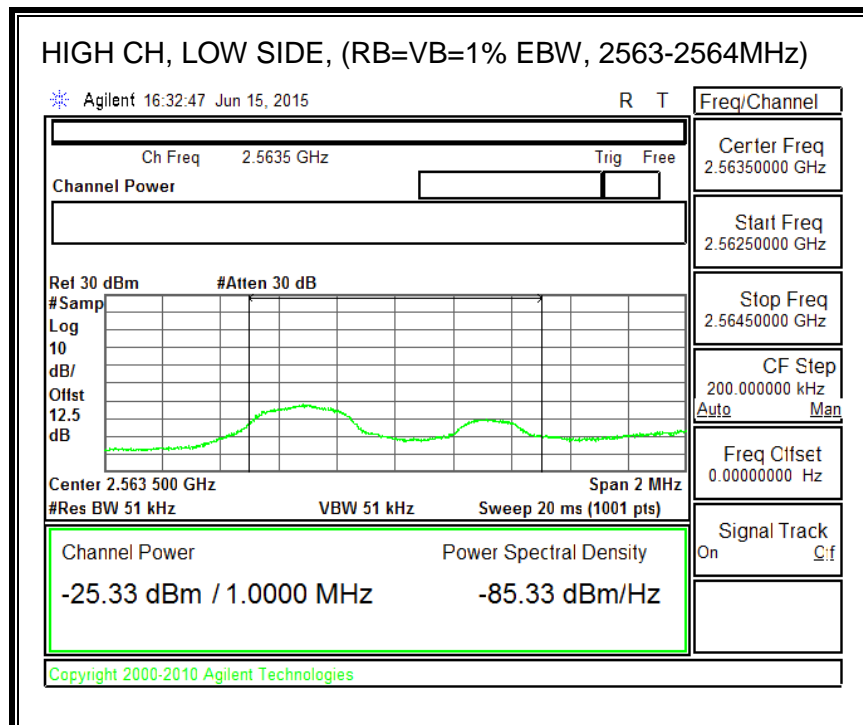 HIGH CH, LOW SIDE, (RB=VB=1% EBW, 2563-2564MHz)
Agilent 16:32:47 Jun 15, 2015 R T
Freq/Channel
Ch Freq 2.5635 GHz Trig Free
Channel Power
Center Freq
2.56350000 GHz
Start Freq
2.56250000 GHz
Stop Freq
2.56450000 GHz
CF Step
200.000000 kHz
Auto Man
Freq Offset
0.00000000 Hz
Signal Track
On Off
Ref 30 dBm #Atten 30 dB
#Samp
Log
10
dB/
Offst
12.5
dB
Center 2.563 500 GHz Span 2 MHz
#Res BW 51 kHz VBW 51 kHz Sweep 20 ms (1001 pts)
Channel Power Power Spectral Density
-25.33 dBm / 1.0000 MHz -85.33 dBm/Hz
Copyright 2000-2010 Agilent Technologies